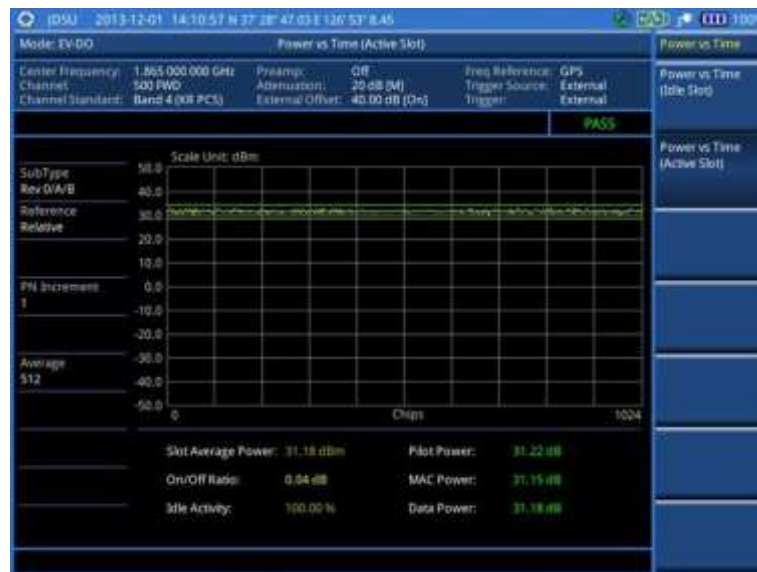 JDSU 2013-12-01 14:10:57 N 37° 28' 47.03 E 126° 53' 8.45 100%
Mode: EV-DO Power vs Time (Active Slot) Power vs Time
Center Frequency: 1.865 000 000 GHz Preamp: Off Freq Reference: GPS
Channel: 500 FWD Attenuation: 20 dB [M] Trigger Source: External
Channel Standard: Band 4 (KR PCS) External Offset: 40.00 dB [On] Trigger: External
Power vs Time
(Idle Slot)
PASS
Power vs Time
(Active Slot)
Scale Unit: dBm
SubType
Rev 0/A/B
Reference
Relative
PN Increment
1
Average
512
50.0
40.0
30.0
20.0
10.0
0.0
-10.0
-20.0
-30.0
-40.0
-50.0
0 Chips 1024
Slot Average Power: 31.18 dBm Pilot Power: 31.22 dB
On/Off Ratio: 0.04 dB MAC Power: 31.15 dB
Idle Activity: 100.00 % Data Power: 31.18 dB